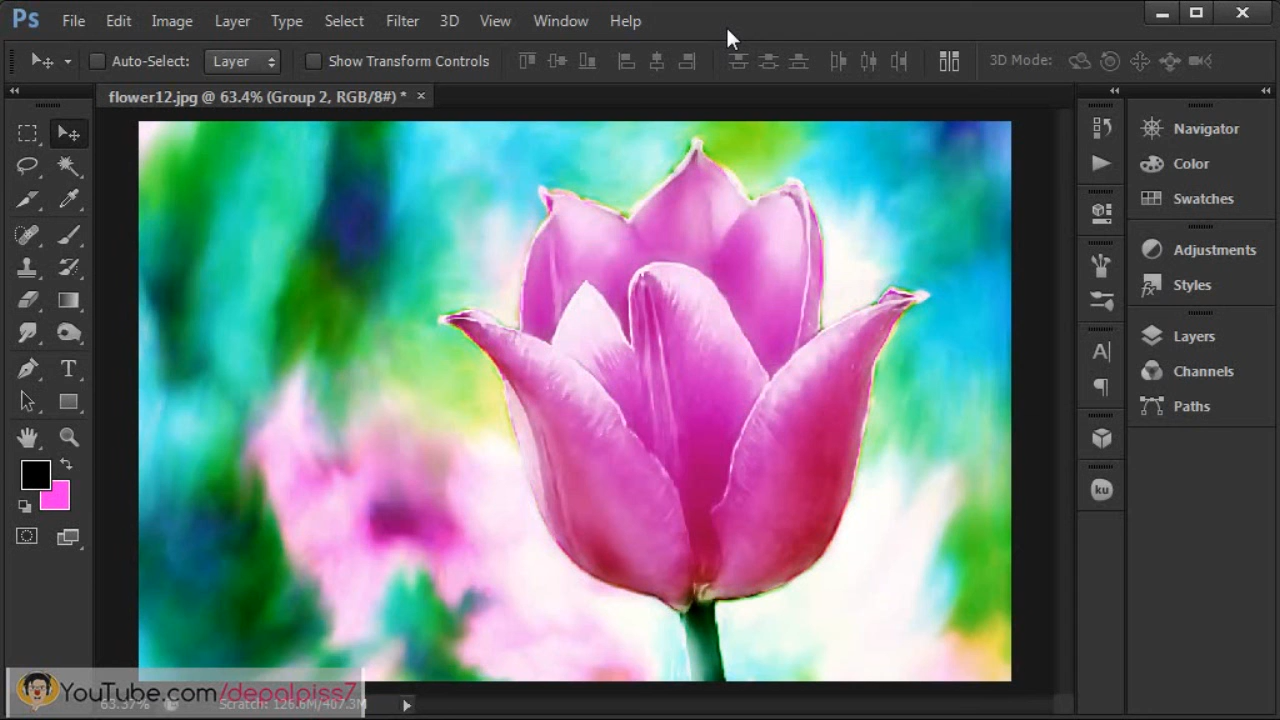 Ps File Edit Image Layer Type Select Filter 3D View Window Help
Auto-Select: Layer Show Transform Controls 3D Mode:
flower12.jpg @ 63.4% (Group 2, RGB/8#) * ×
Navigator
Color
Swatches
Adjustments
Styles
Layers
Channels
Paths
ku
YouTube.com/depalpiss7
63.37% Scratch: 126.6M/407.3M